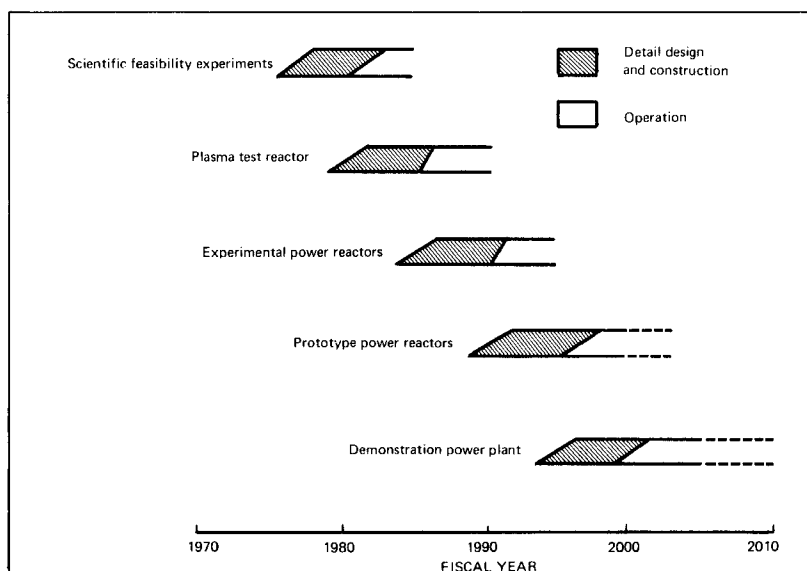 Scientific feasibility experiments
Detail design
and construction
Operation
Plasma test reactor
Experimental power reactors
Prototype power reactors
Demonstration power plant
1970 1980 1990 2000 2010
FISCAL YEAR